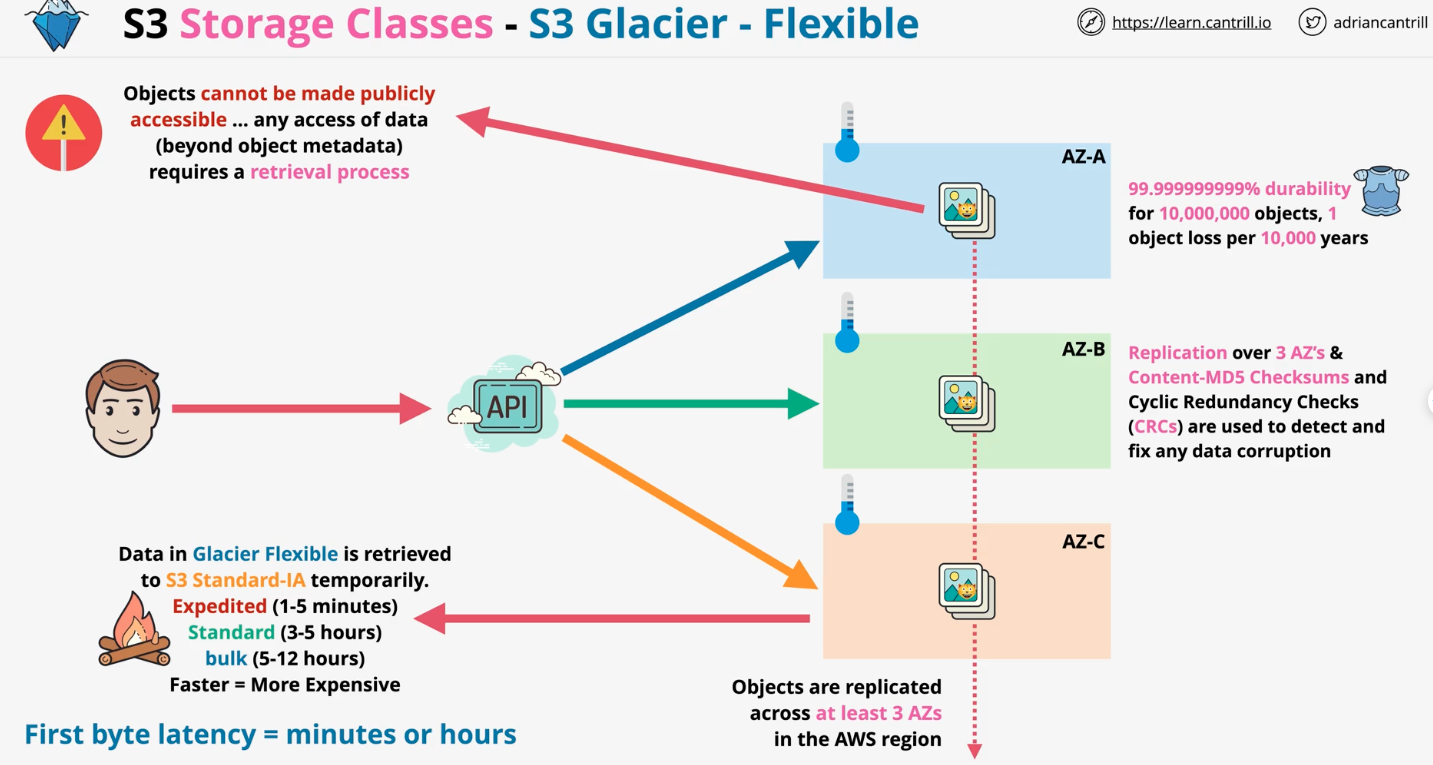 S3 Storage Classes - S3 Glacier - Flexible
https://learn.cantrill.io
adriancantrill
Objects cannot be made publicly
accessible ... any access of data
(beyond object metadata)
requires a retrieval process
AZ-A
99.999999999% durability
for 10,000,000 objects, 1
object loss per 10,000 years
API
AZ-B
Replication over 3 AZ's &
Content-MD5 Checksums and
Cyclic Redundancy Checks
(CRCs) are used to detect and
fix any data corruption
AZ-C
Data in Glacier Flexible is retrieved
to S3 Standard-IA temporarily.
Expedited (1-5 minutes)
Standard (3-5 hours)
bulk (5-12 hours)
Faster = More Expensive
First byte latency = minutes or hours
Objects are replicated
across at least 3 AZs
in the AWS region